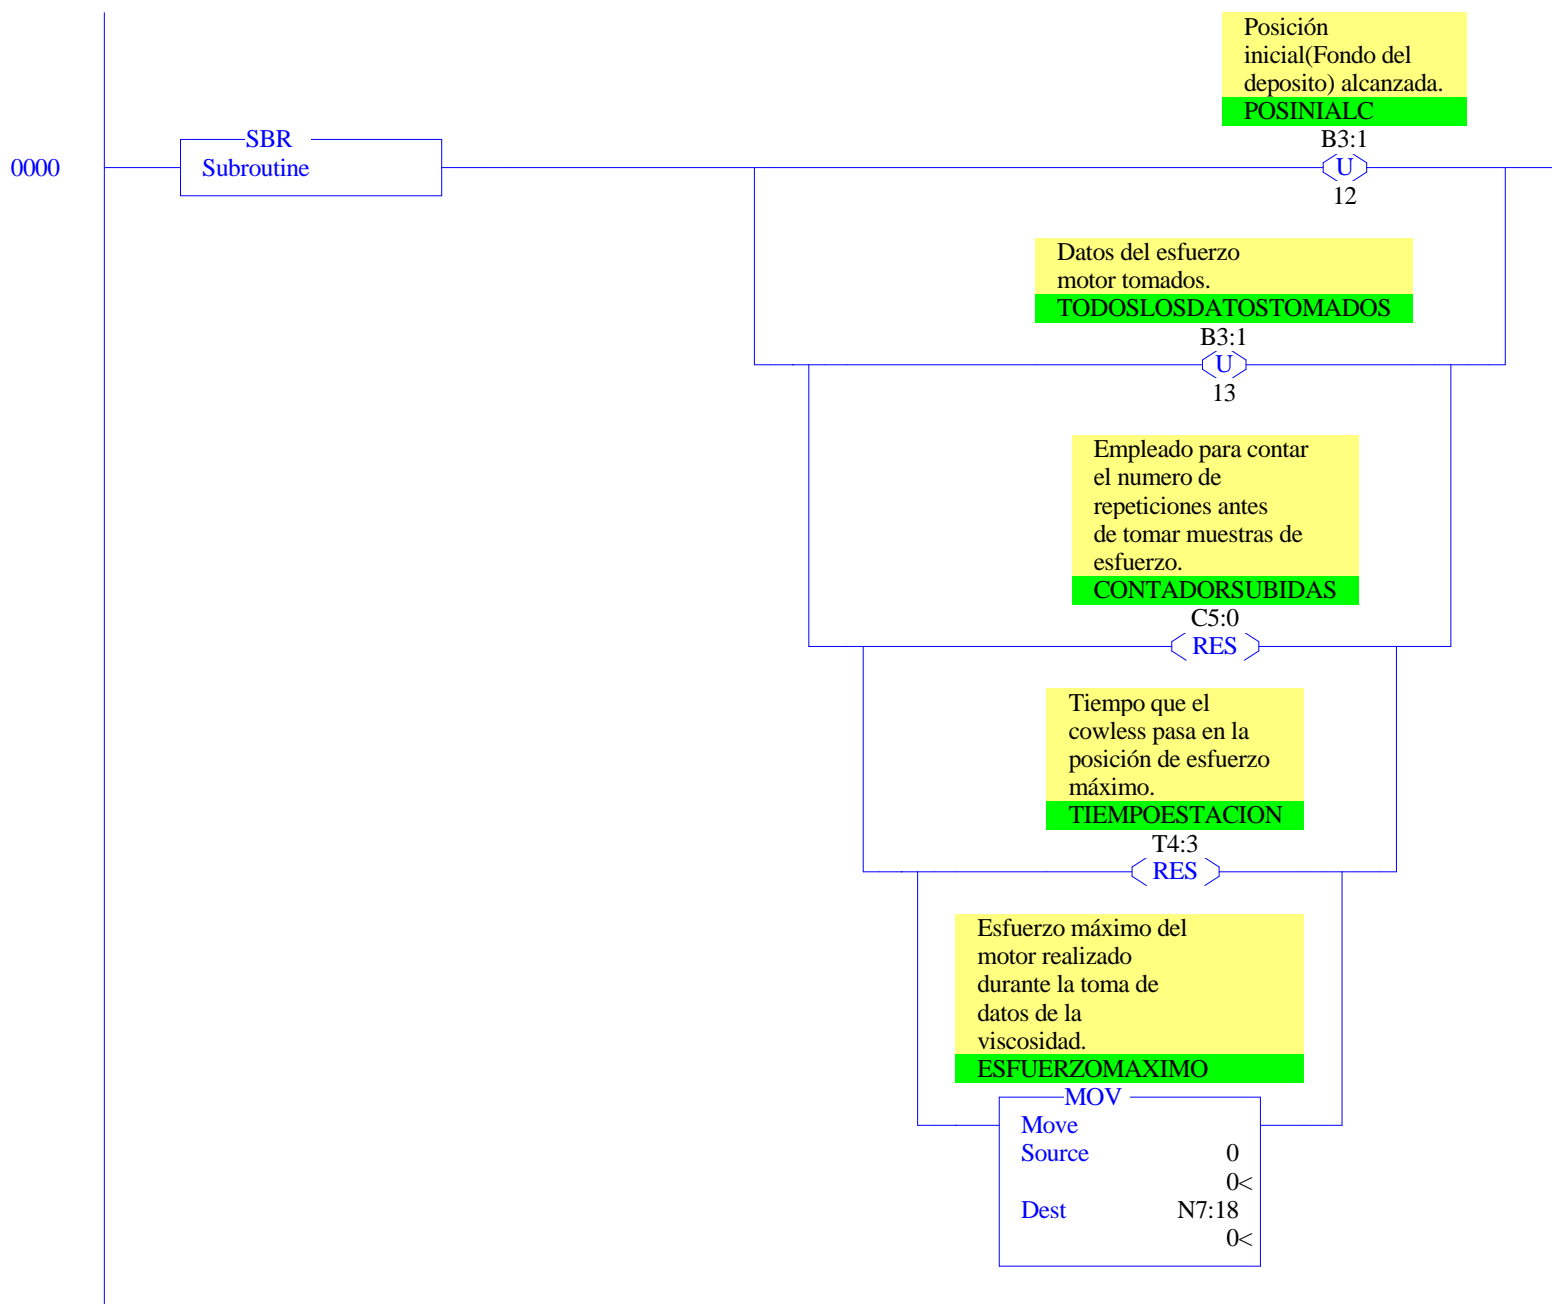 Posición
inicial(Fondo del
deposito) alcanzada.
POSINIALC
B3:1
0000
SBR
Subroutine
U
12
Datos del esfuerzo
motor tomados.
TODOSLOSDATOSTOMADOS
B3:1
U
13
Empleado para contar
el numero de
repeticiones antes
de tomar muestras de
esfuerzo.
CONTADORSUBIDAS
C5:0
RES
Tiempo que el
cowless pasa en la
posición de esfuerzo
máximo.
TIEMPOESTACION
T4:3
RES
Esfuerzo máximo del
motor realizado
durante la toma de
datos de la
viscosidad.
ESFUERZOMAXIMO
MOV
Move
Source 0
0<
Dest N7:18
0<